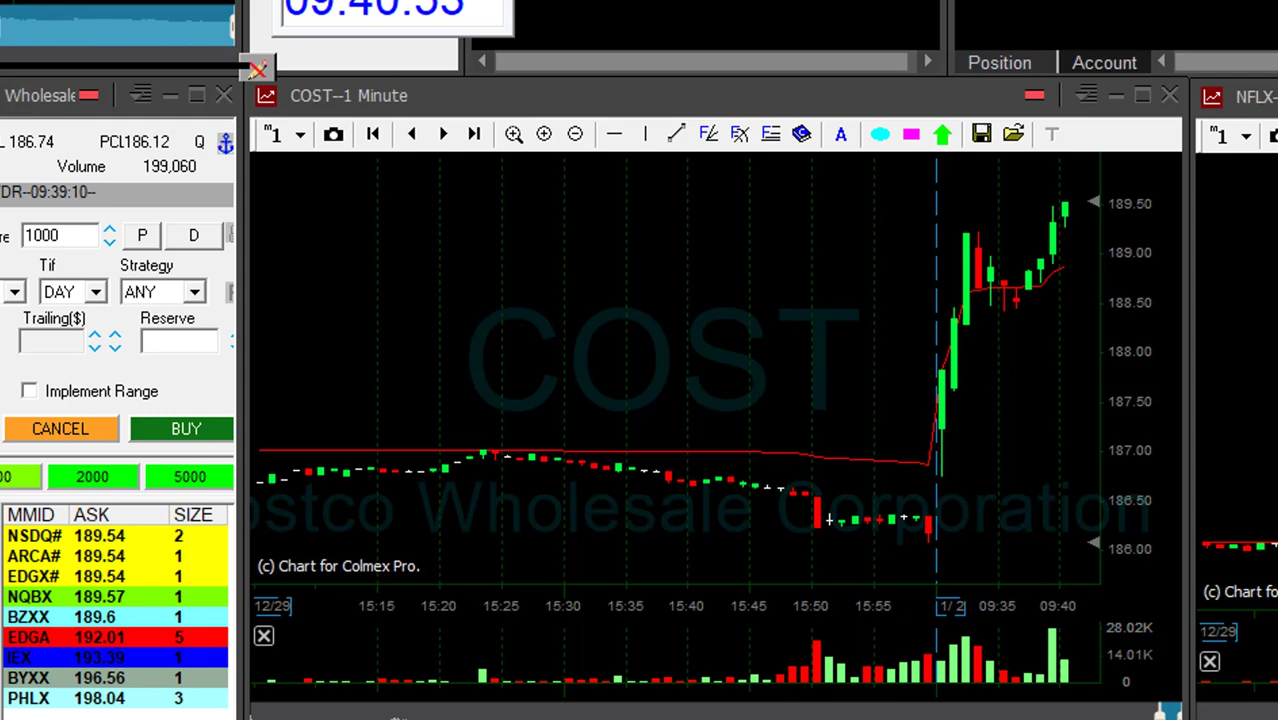 09:40:53
Position Account
Wholesale
COST--1 Minute
NFLX-
L 186.74 PCL186.12 Q
Volume 199,060
DR--09:39:10--
"1
A
T
"1
1000
P
D
Tif Strategy
DAY
ANY
Trailing($) Reserve
Implement Range
CANCEL
BUY
2000
5000
MMID ASK SIZE
NSDQ# 189.54 2
ARCA# 189.54 1
EDGX# 189.54 1
NQBX 189.57 1
BZXX 189.6 1
EDGA 192.01 5
IEX 193.39 1
BYXX 196.56 1
PHLX 198.04 3
COST
ostco Wholesale Corporation
189.50
189.00
188.50
188.00
187.50
187.00
186.50
186.00
(c) Chart for Colmex Pro.
(c) Chart fo
12/29 15:15 15:20 15:25 15:30 15:35 15:40 15:45 15:50 15:55 1/ 2 09:35 09:40
12/29
28.02K
14.01K
0